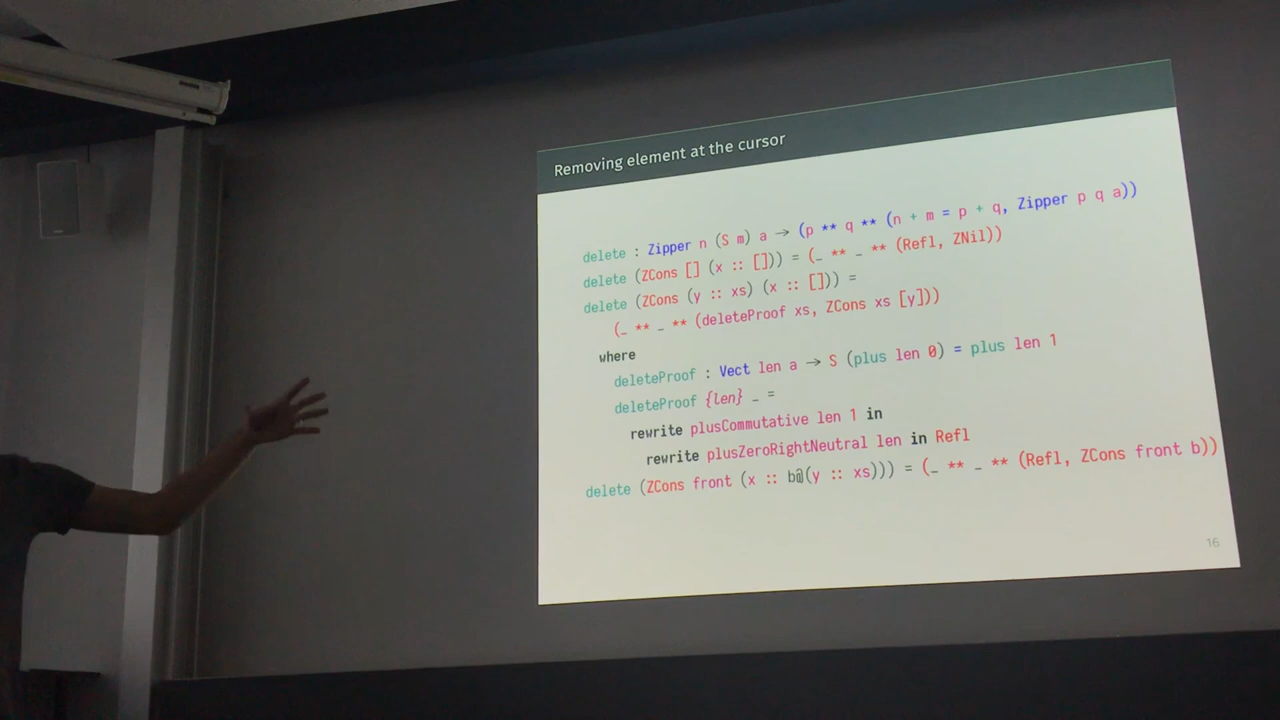 Removing element at the cursor
delete : Zipper n (S m) a → (p ** q ** (n + m = p + q, Zipper p q a))
delete (ZCons [] (x :: [])) = (_ ** _ ** (Refl, ZNil))
delete (ZCons (y :: xs) (x :: [])) =
(_ ** _ ** (deleteProof xs, ZCons xs [y]))
where
deleteProof : Vect len a → S (plus len 0) = plus len 1
deleteProof {len} _ =
rewrite plusCommutative len 1 in
rewrite plusZeroRightNeutral len in Refl
delete (ZCons front (x :: b@(y :: xs))) = (_ ** _ ** (Refl, ZCons front b))
16